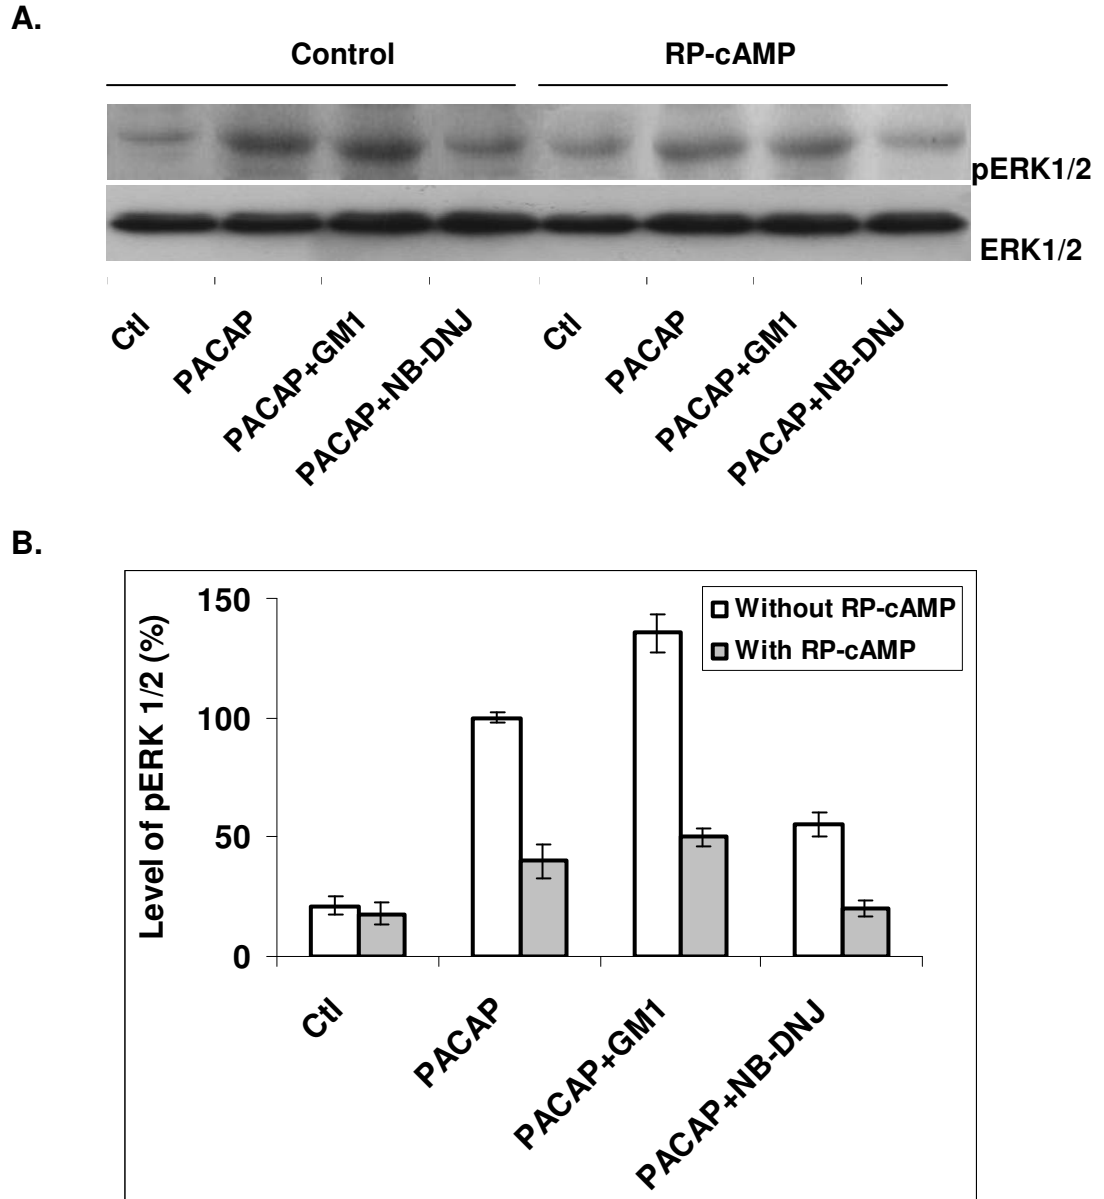 A.
Control RP-cAMP
pERK1/2
ERK1/2
Ctl PACAP PACAP+GM1 PACAP+NB-DNJ Ctl PACAP PACAP+GM1 PACAP+NB-DNJ
B.
Level of pERK 1/2 (%)
150
100
50
0
Without RP-cAMP
With RP-cAMP
Ctl PACAP PACAP+GM1 PACAP+NB-DNJ